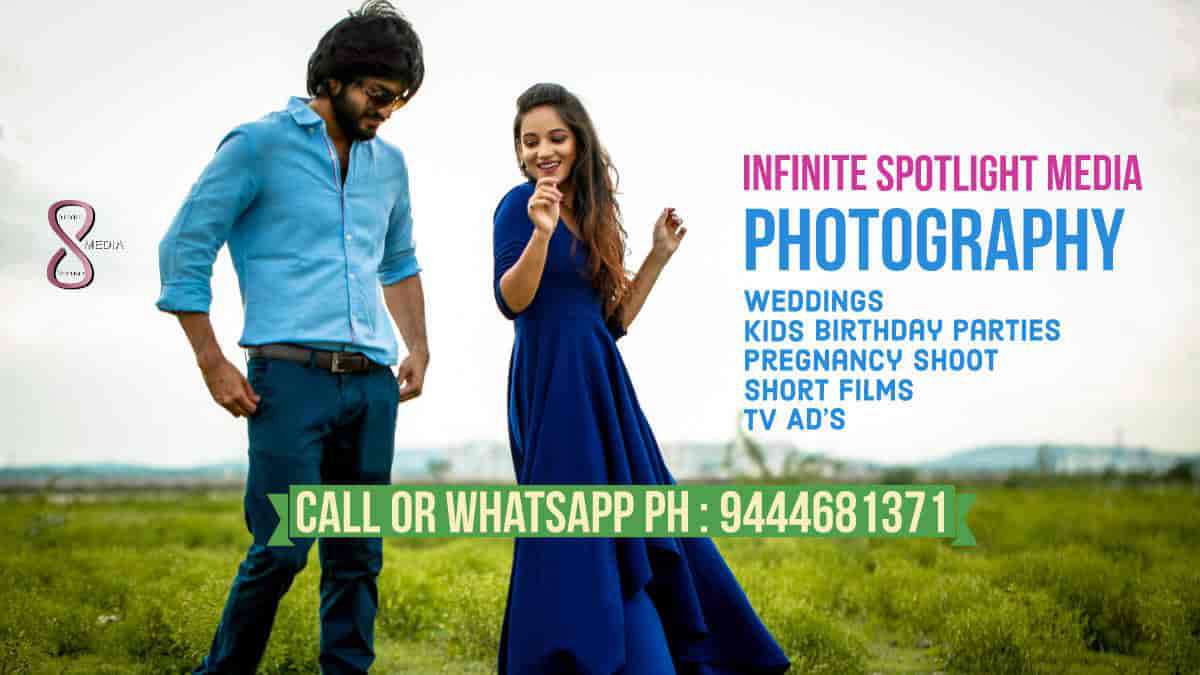 MEDIA
INFINITE SPOTLIGHT MEDIA
PHOTOGRAPHY
WEDDINGS
KIDS BIRTHDAY PARTIES
PREGNANCY SHOOT
SHORT FILMS
TV AD'S
CALL OR WHATSAPP PH : 9444681371